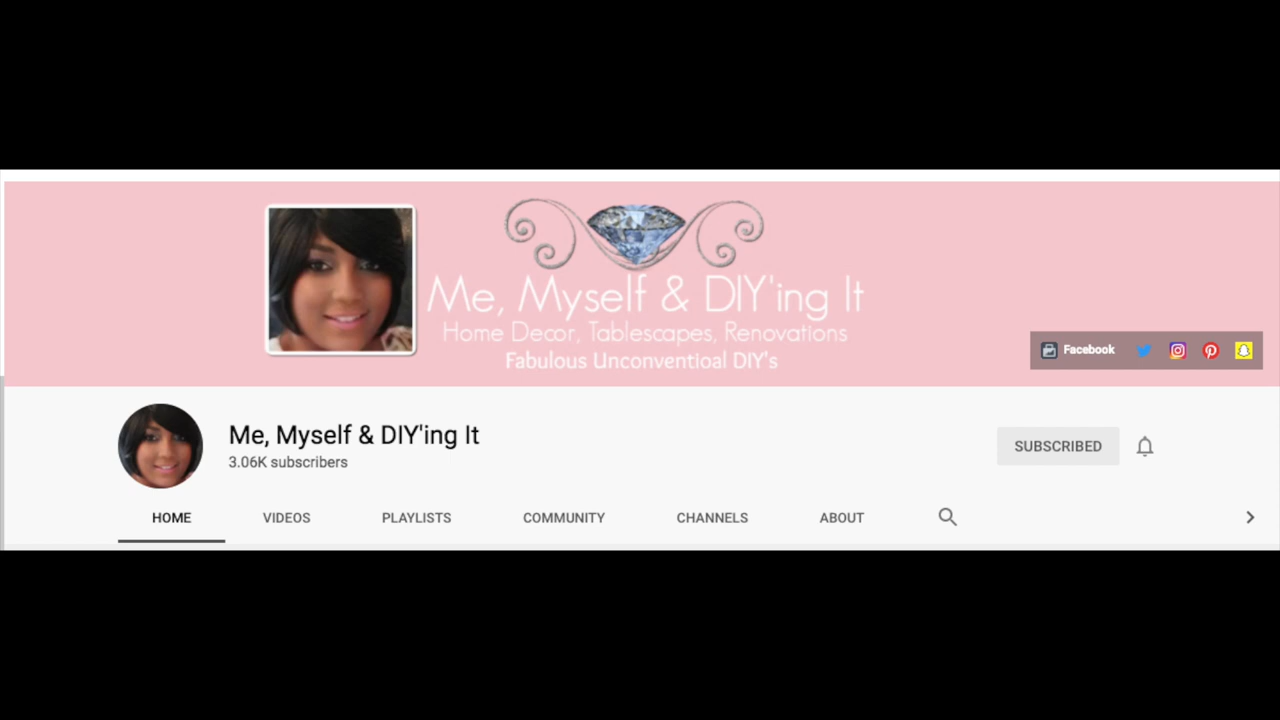 Me, Myself & DIY'ing It
Home Decor, Tablescapes, Renovations
Fabulous Unconventioal DIY's
Facebook
Me, Myself & DIY'ing It
3.06K subscribers
SUBSCRIBED
HOME VIDEOS PLAYLISTS COMMUNITY CHANNELS ABOUT